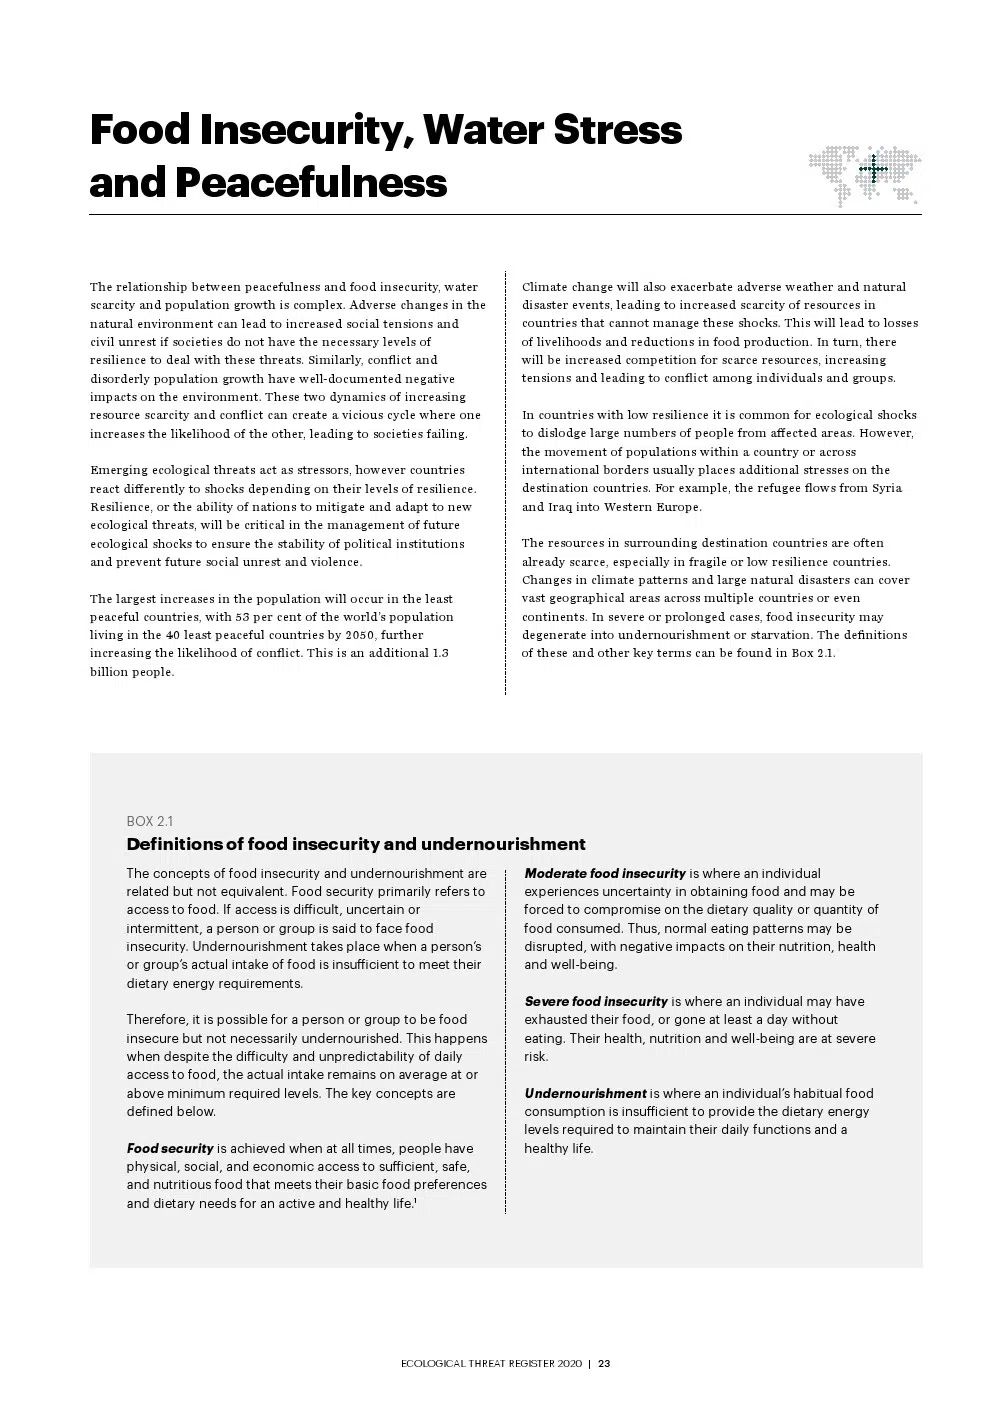 Food Insecurity, Water Stress
and Peacefulness
The relationship between peacefulness and food insecurity, water
scarcity and population growth is complex. Adverse changes in the
natural environment can lead to increased social tensions and
civil unrest if societies do not have the necessary levels of
resilience to deal with these threats. Similarly, conflict and
disorderly population growth have well-documented negative
impacts on the environment. These two dynamics of increasing
resource scarcity and conflict can create a vicious cycle where one
increases the likelihood of the other, leading to societies failing.
Emerging ecological threats act as stressors, however countries
react differently to shocks depending on their levels of resilience.
Resilience, or the ability of nations to mitigate and adapt to new
ecological threats, will be critical in the management of future
ecological shocks to ensure the stability of political institutions
and prevent future social unrest and violence.
The largest increases in the population will occur in the least
peaceful countries, with 53 per cent of the world's population
living in the 40 least peaceful countries by 2050, further
increasing the likelihood of conflict. This is an additional 1.3
billion people.
Climate change will also exacerbate adverse weather and natural
disaster events, leading to increased scarcity of resources in
countries that cannot manage these shocks. This will lead to losses
of livelihoods and reductions in food production. In turn, there
will be increased competition for scarce resources, increasing
tensions and leading to conflict among individuals and groups.
In countries with low resilience it is common for ecological shocks
to dislodge large numbers of people from affected areas. However,
the movement of populations within a country or across
international borders usually places additional stresses on the
destination countries. For example, the refugee flows from Syria
and Iraq into Western Europe.
The resources in surrounding destination countries are often
already scarce, especially in fragile or low resilience countries.
Changes in climate patterns and large natural disasters can cover
vast geographical areas across multiple countries or even
continents. In severe or prolonged cases, food insecurity may
degenerate into undernourishment or starvation. The definitions
of these and other key terms can be found in Box 2.1.
BOX 2.1
Definitions of food insecurity and undernourishment
The concepts of food insecurity and undernourishment are
related but not equivalent. Food security primarily refers to
access to food. If access is difficult, uncertain or
intermittent, a person or group is said to face food
insecurity. Undernourishment takes place when a person's
or group's actual intake of food is insufficient to meet their
dietary energy requirements.
Therefore, it is possible for a person or group to be food
insecure but not necessarily undernourished. This happens
when despite the difficulty and unpredictability of daily
access to food, the actual intake remains on average at or
above minimum required levels. The key concepts are
defined below.
Food security is achieved when at all times, people have
physical, social, and economic access to sufficient, safe,
and nutritious food that meets their basic food preferences
and dietary needs for an active and healthy life.¹
Moderate food insecurity is where an individual
experiences uncertainty in obtaining food and may be
forced to compromise on the dietary quality or quantity of
food consumed. Thus, normal eating patterns may be
disrupted, with negative impacts on their nutrition, health
and well-being.
Severe food insecurity is where an individual may have
exhausted their food, or gone at least a day without
eating. Their health, nutrition and well-being are at severe
risk.
Undernourishment is where an individual's habitual food
consumption is insufficient to provide the dietary energy
levels required to maintain their daily functions and a
healthy life.
ECOLOGICAL THREAT REGISTER 2020 | 23